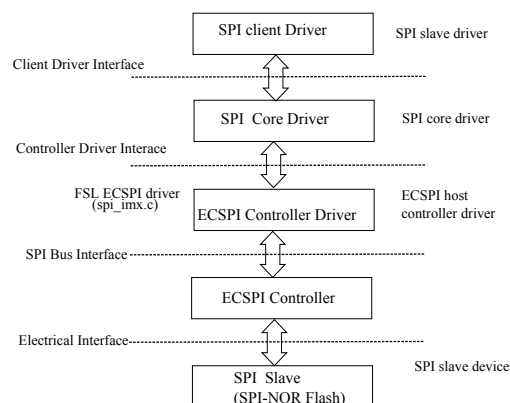 SPI client Driver
SPI slave driver
Client Driver Interface
SPI Core Driver
SPI core driver
Controller Driver Interace
FSL ECSPI driver
(spi_imx.c)
ECSPI Controller Driver
ECSPI host
controller driver
SPI Bus Interface
ECSPI Controller
Electrical Interface
SPI Slave
(SPI-NOR Flash)
SPI slave device